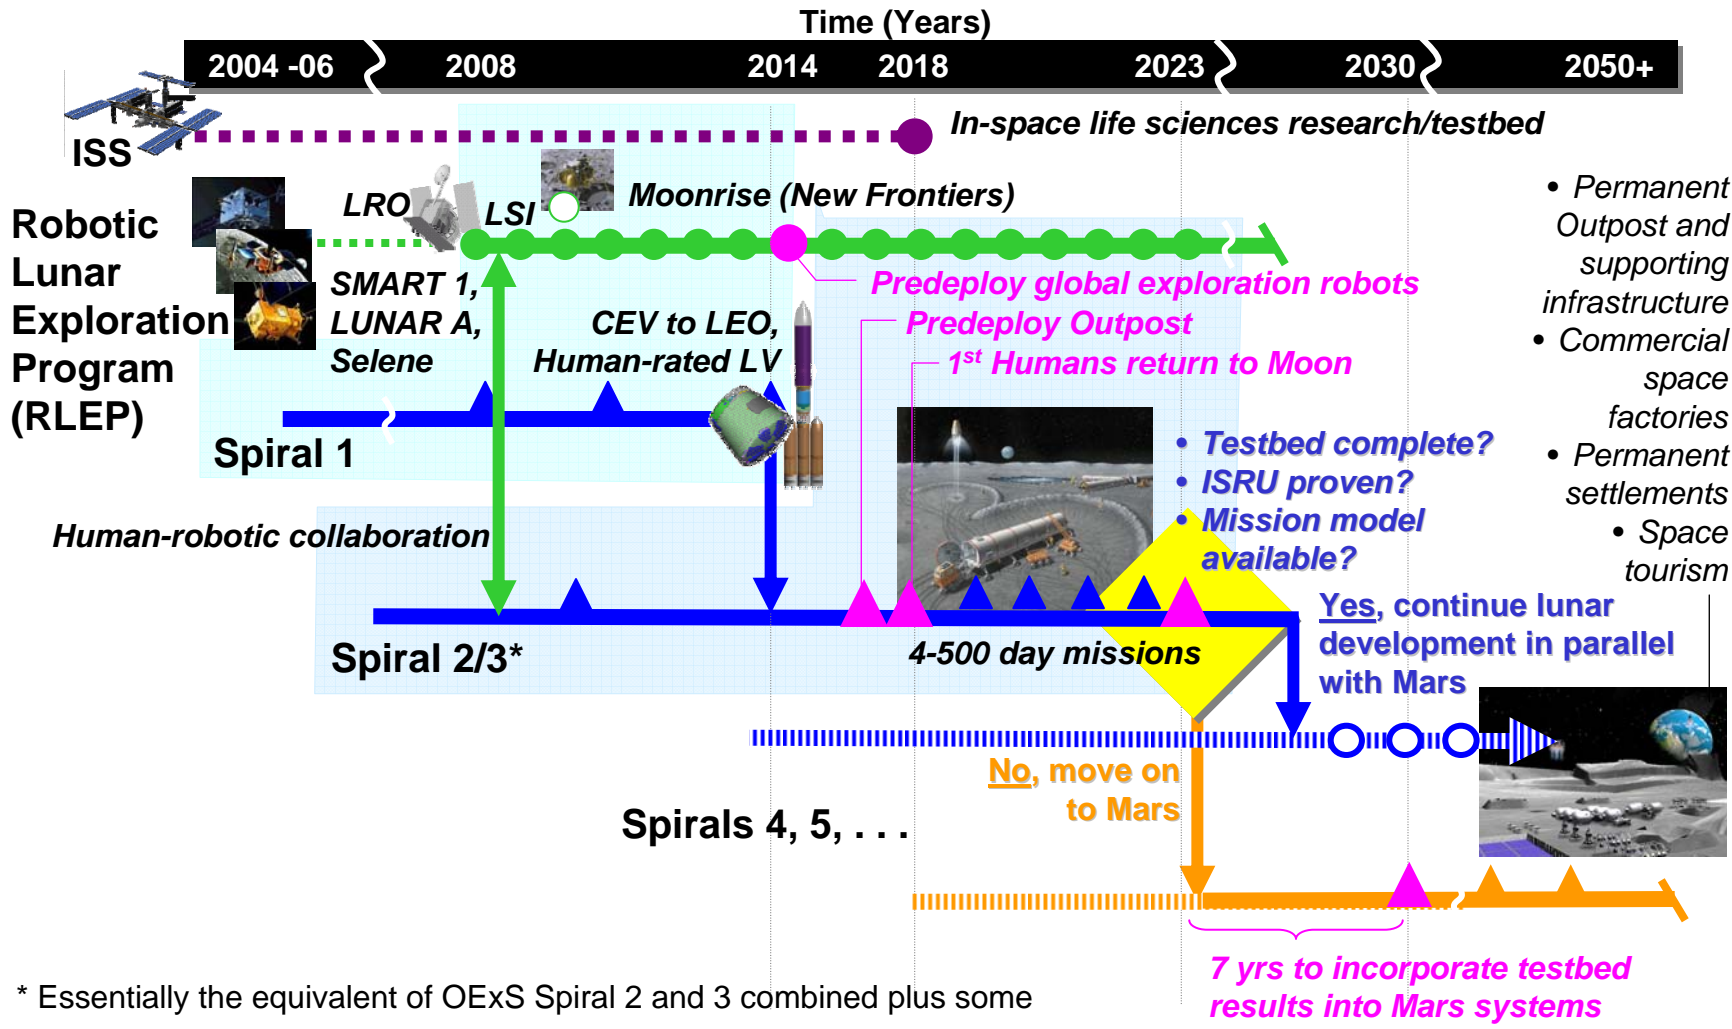 Time (Years)
2004 -06 2008 2014 2018 2023 2030 2050+
ISS
In-space life sciences research/testbed
Robotic
Lunar
Exploration
Program
(RLEP)
LRO
LSI
Moonrise (New Frontiers)
SMART 1,
LUNAR A,
Selene
CEV to LEO,
Human-rated LV
Predeploy global exploration robots
Predeploy Outpost
1st Humans return to Moon
• Permanent
Outpost and
supporting
infrastructure
• Commercial
space
factories
• Permanent
settlements
• Space
tourism
Spiral 1
• Testbed complete?
• ISRU proven?
• Mission model
available?
Human-robotic collaboration
Spiral 2/3*
4-500 day missions
Yes, continue lunar
development in parallel
with Mars
No, move on
to Mars
Spirals 4, 5, . . .
7 yrs to incorporate testbed
results into Mars systems
* Essentially the equivalent of OExS Spiral 2 and 3 combined plus some